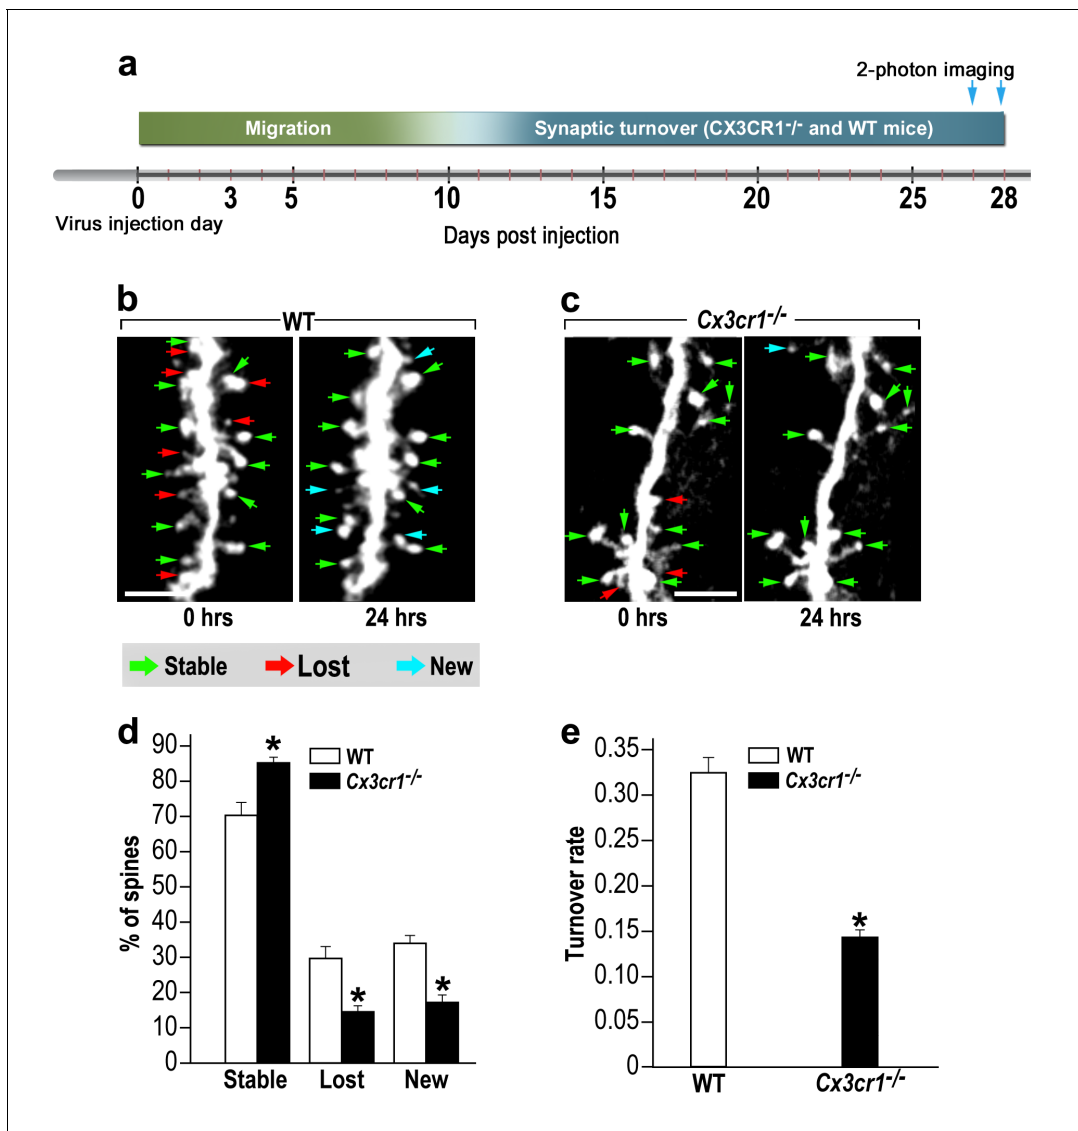 a
2-photon imaging
Migration
Synaptic turnover (CX3CR1-/- and WT mice)
0 3 5 10 15 20 25 28
Virus injection day
Days post injection
b
WT
0 hrs 24 hrs
c
Cx3cr1-/-
0 hrs 24 hrs
Stable Lost New
d
% of spines
90
80
70
60
50
40
30
20
10
0
WT
Cx3cr1-/-
* * *
Stable Lost New
e
Turnover rate
0.35
0.30
0.35
0.20
0.15
0.10
0.05
0
WT
Cx3cr1-/-
*
WT Cx3cr1-/-